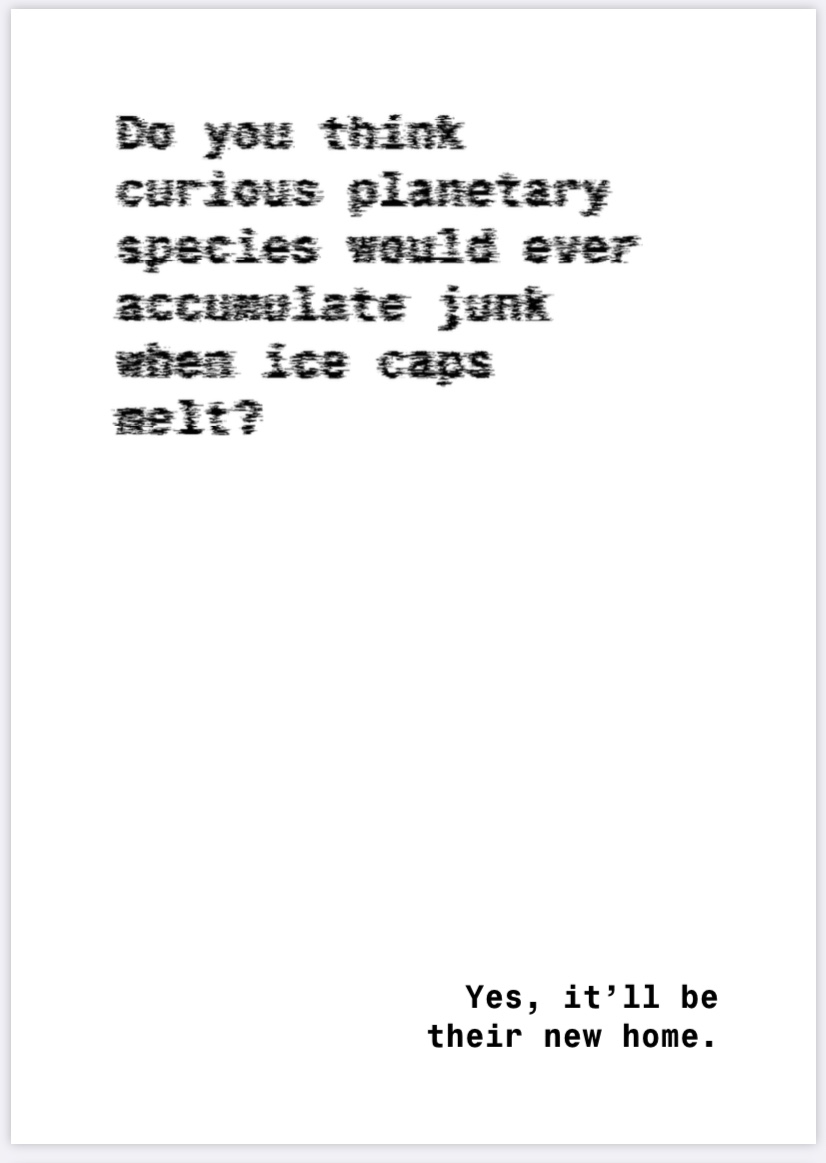 Do you think
curious planetary
species would ever
accumulate junk
when ice caps
melt?
Yes, it’ll be
their new home.